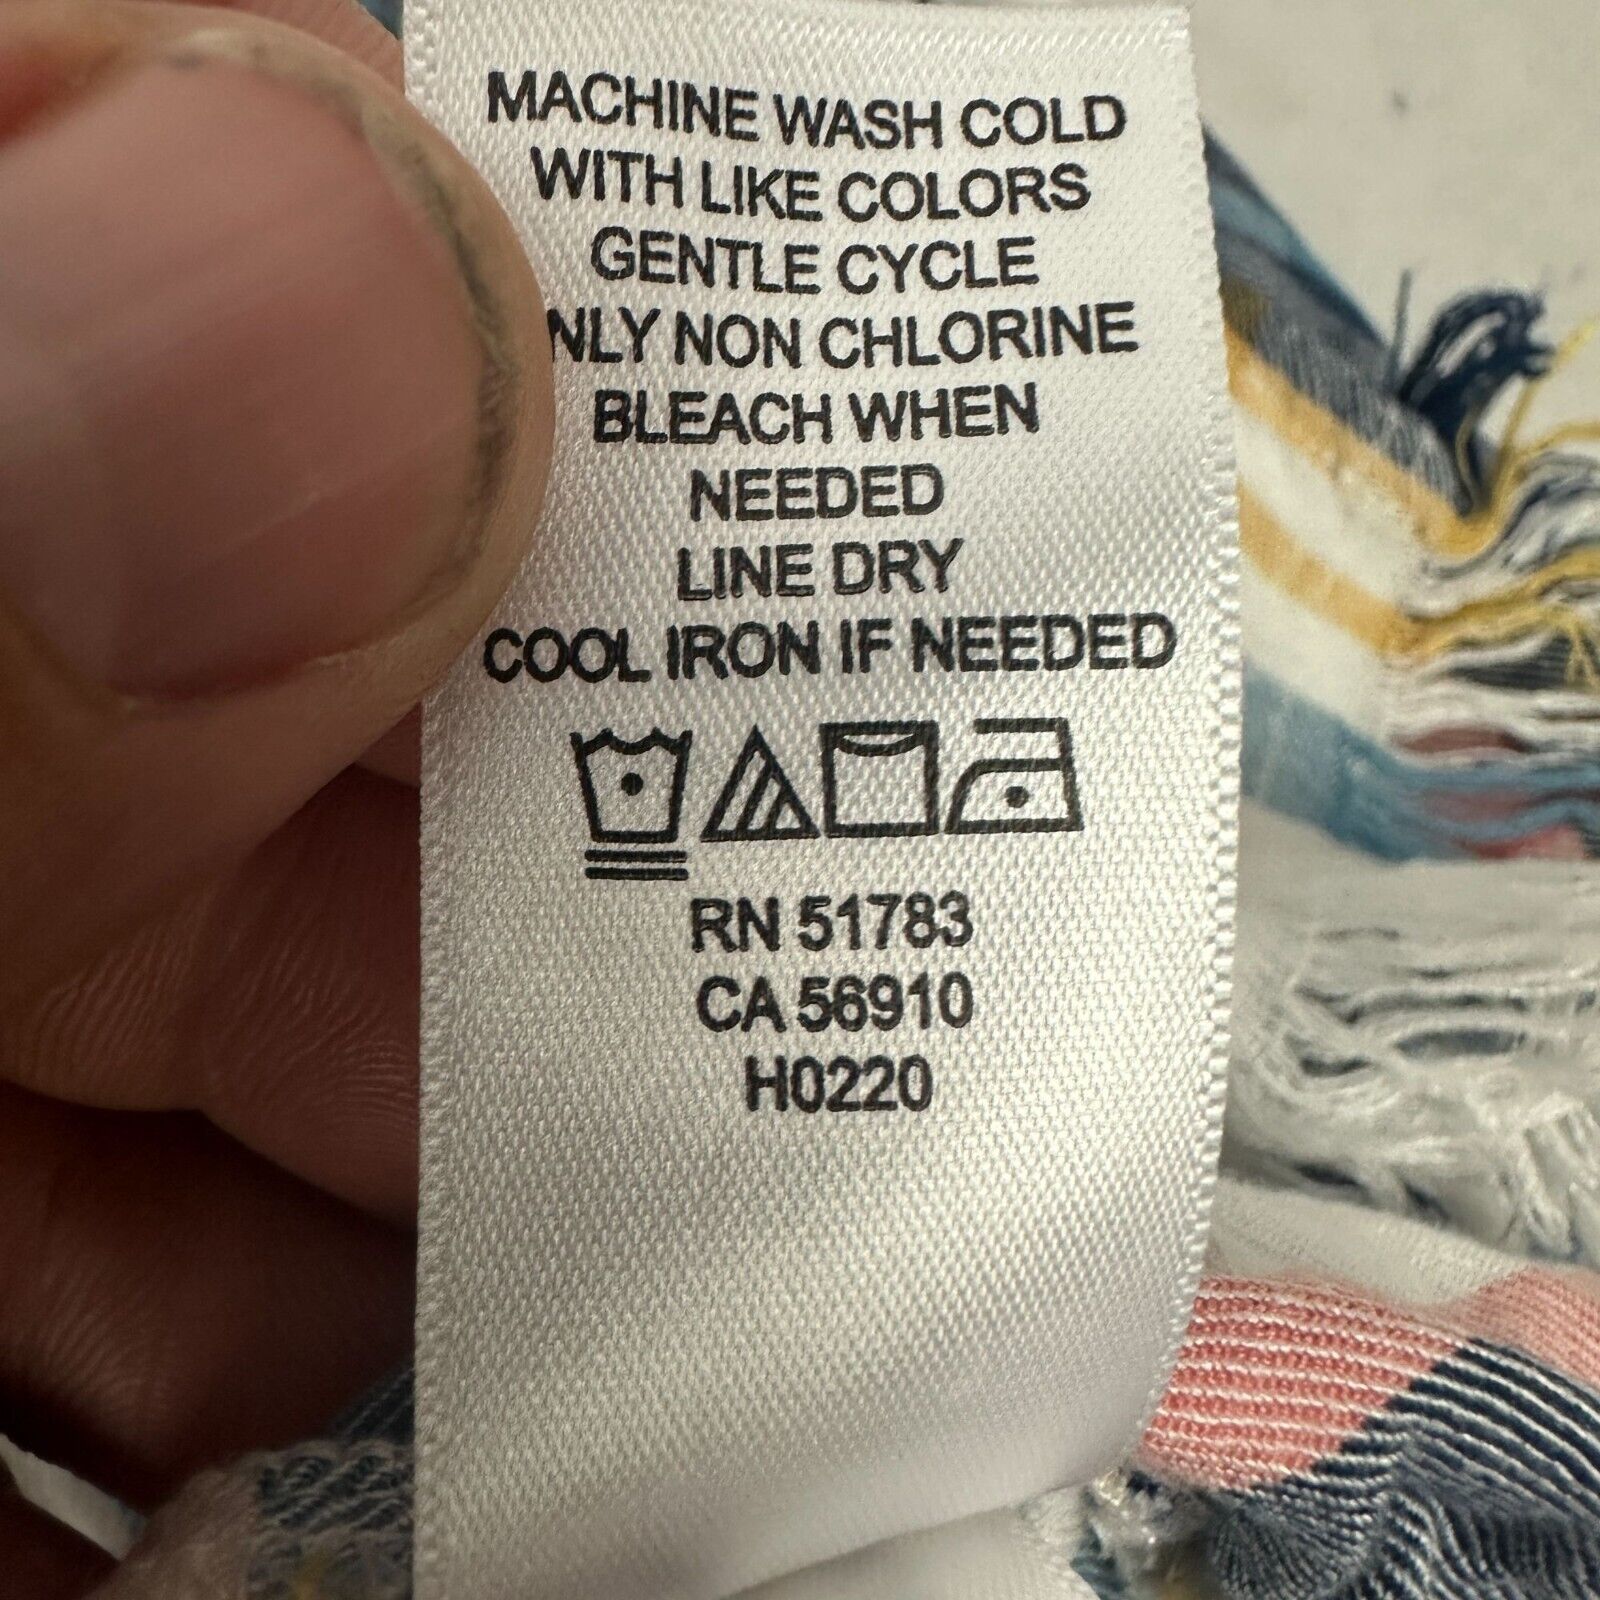 MACHINE WASH COLD
WITH LIKE COLORS
GENTLE CYCLE
NLY NON CHLORINE
BLEACH WHEN
NEEDED
LINE DRY
COOL IRON IF NEEDED
RN 51783
CA 56910
H0220